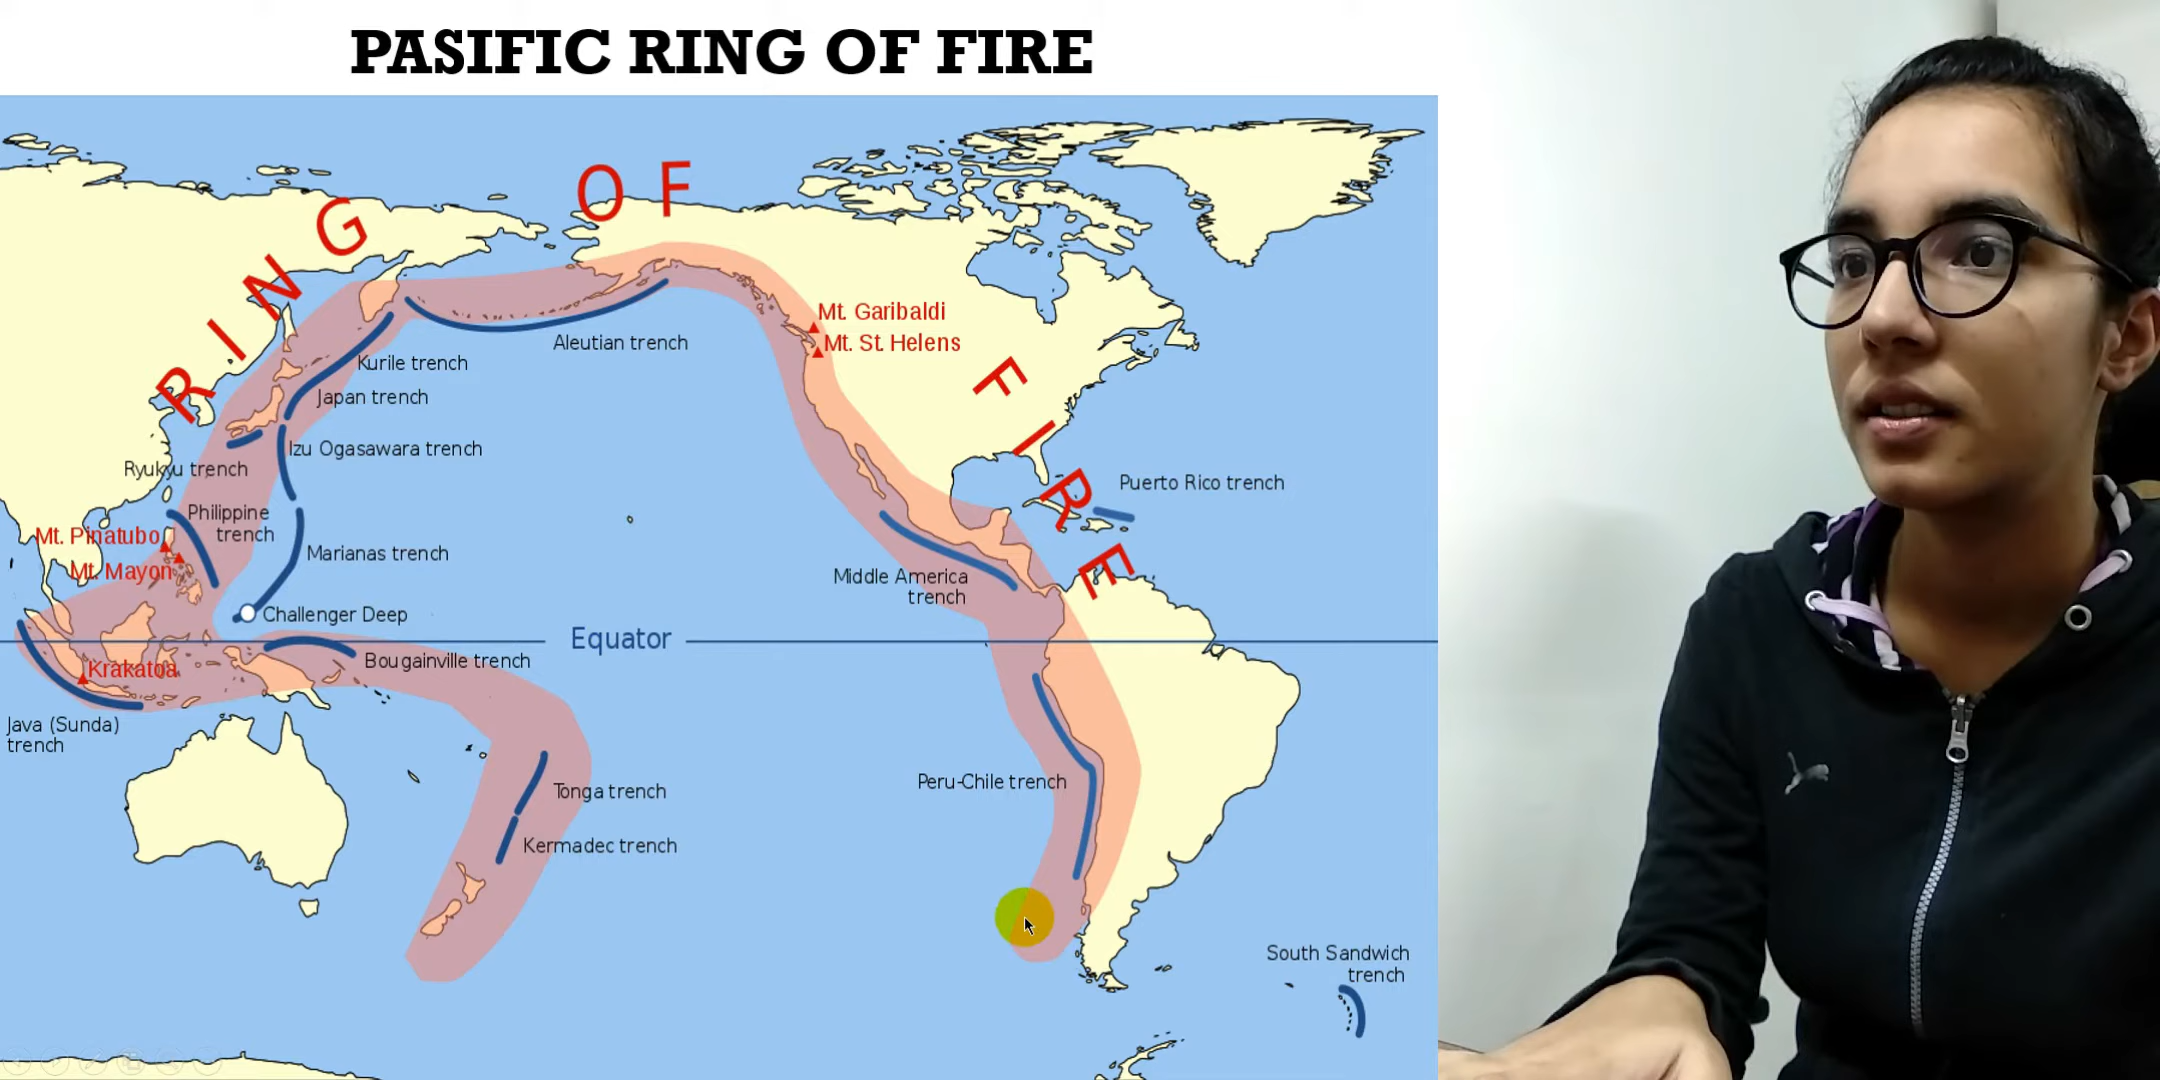 PASIFIC RING OF FIRE
RING OF FIRE
Mt. Garibaldi
Mt. St. Helens
Aleutian trench
Kurile trench
Japan trench
Izu Ogasawara trench
Ryukyu trench
Puerto Rico trench
Philippine
trench
Mt. Pinatubo
Marianas trench
Mt. Mayon
Middle America
trench
Challenger Deep
Equator
Bougainville trench
Krakatoa
Java (Sunda)
trench
Peru-Chile trench
Tonga trench
Kermadec trench
South Sandwich
trench